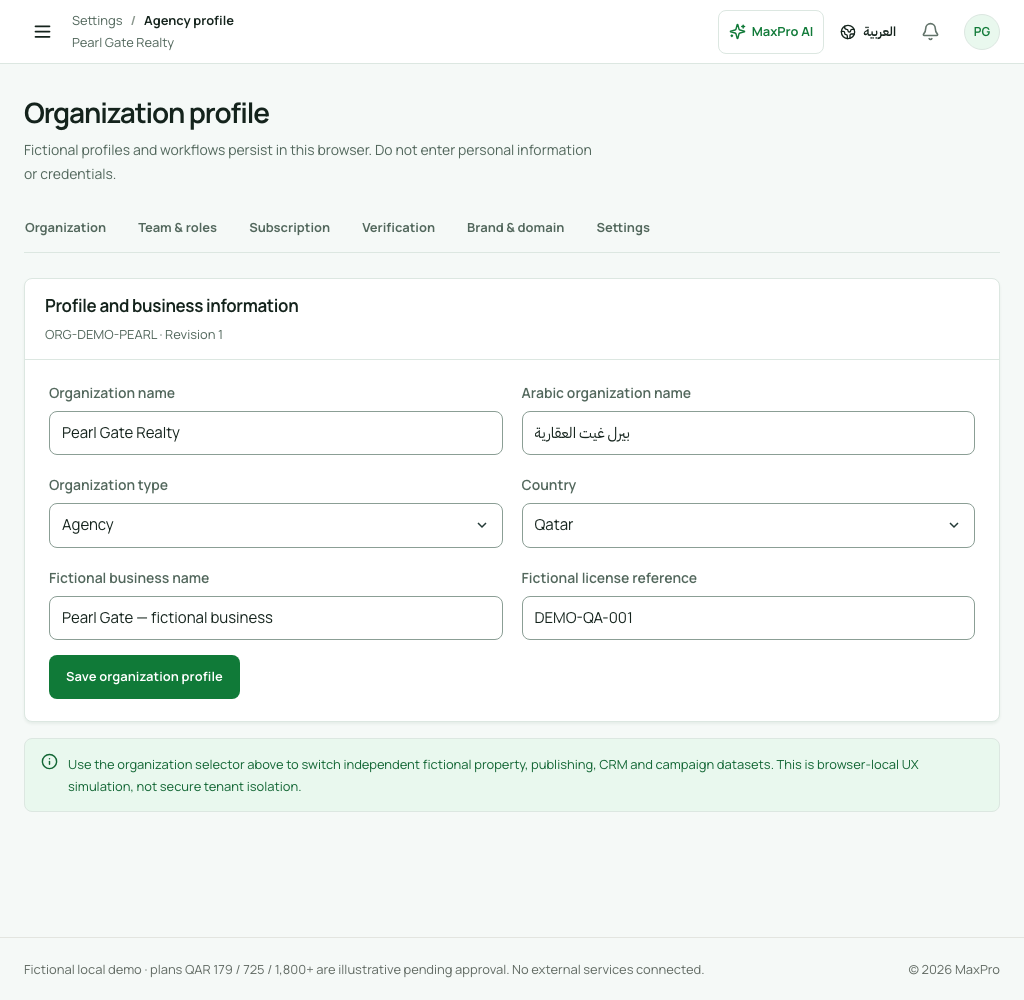 Settings / Agency profile
Pearl Gate Realty
MaxPro AI
العربية
PG
Organization profile
Fictional profiles and workflows persist in this browser. Do not enter personal information
or credentials.
Organization
Team & roles
Subscription
Verification
Brand & domain
Settings
Profile and business information
ORG-DEMO-PEARL · Revision 1
Organization name
Arabic organization name
Pearl Gate Realty
بيرل غيت العقارية
Organization type
Country
Agency
Qatar
Fictional business name
Fictional license reference
Pearl Gate — fictional business
DEMO-QA-001
Save organization profile
Use the organization selector above to switch independent fictional property, publishing, CRM and campaign datasets. This is browser-local UX
simulation, not secure tenant isolation.
Fictional local demo · plans QAR 179 / 725 / 1,800+ are illustrative pending approval. No external services connected.
© 2026 MaxPro